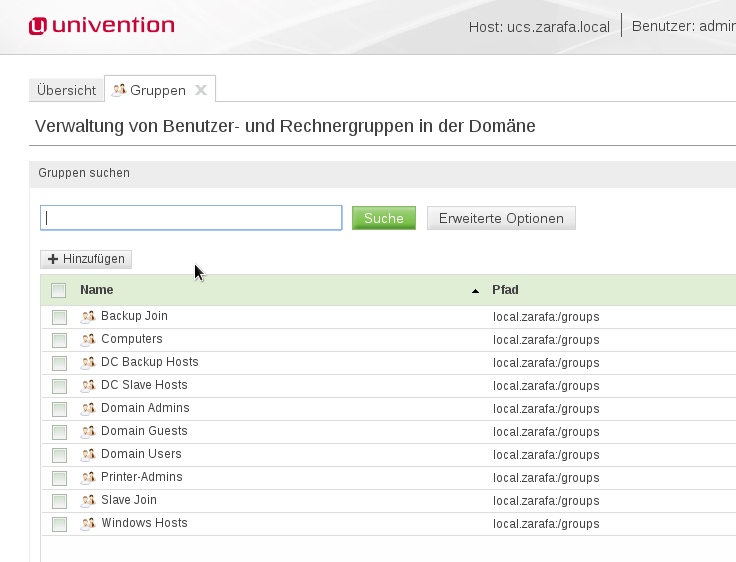 univention
Host: ucs.zarafa.local
Benutzer:
Übersicht
Gruppen
Verwaltung von Benutzer- und Rechnergruppen in der Domäne
Gruppen suchen
Suche
Erweiterte Optionen
Hinzufügen
Name
Pfad
Backup Join local.zarafa:/groups
Computers local.zarafa:/groups
DC Backup Hosts local.zarafa:/groups
DC Slave Hosts local.zarafa:/groups
Domain Admins local.zarafa:/groups
Domain Guests local.zarafa:/groups
Domain Users local.zarafa:/groups
Printer-Admins local.zarafa:/groups
Slave Join local.zarafa:/groups
Windows Hosts local.zarafa:/groups